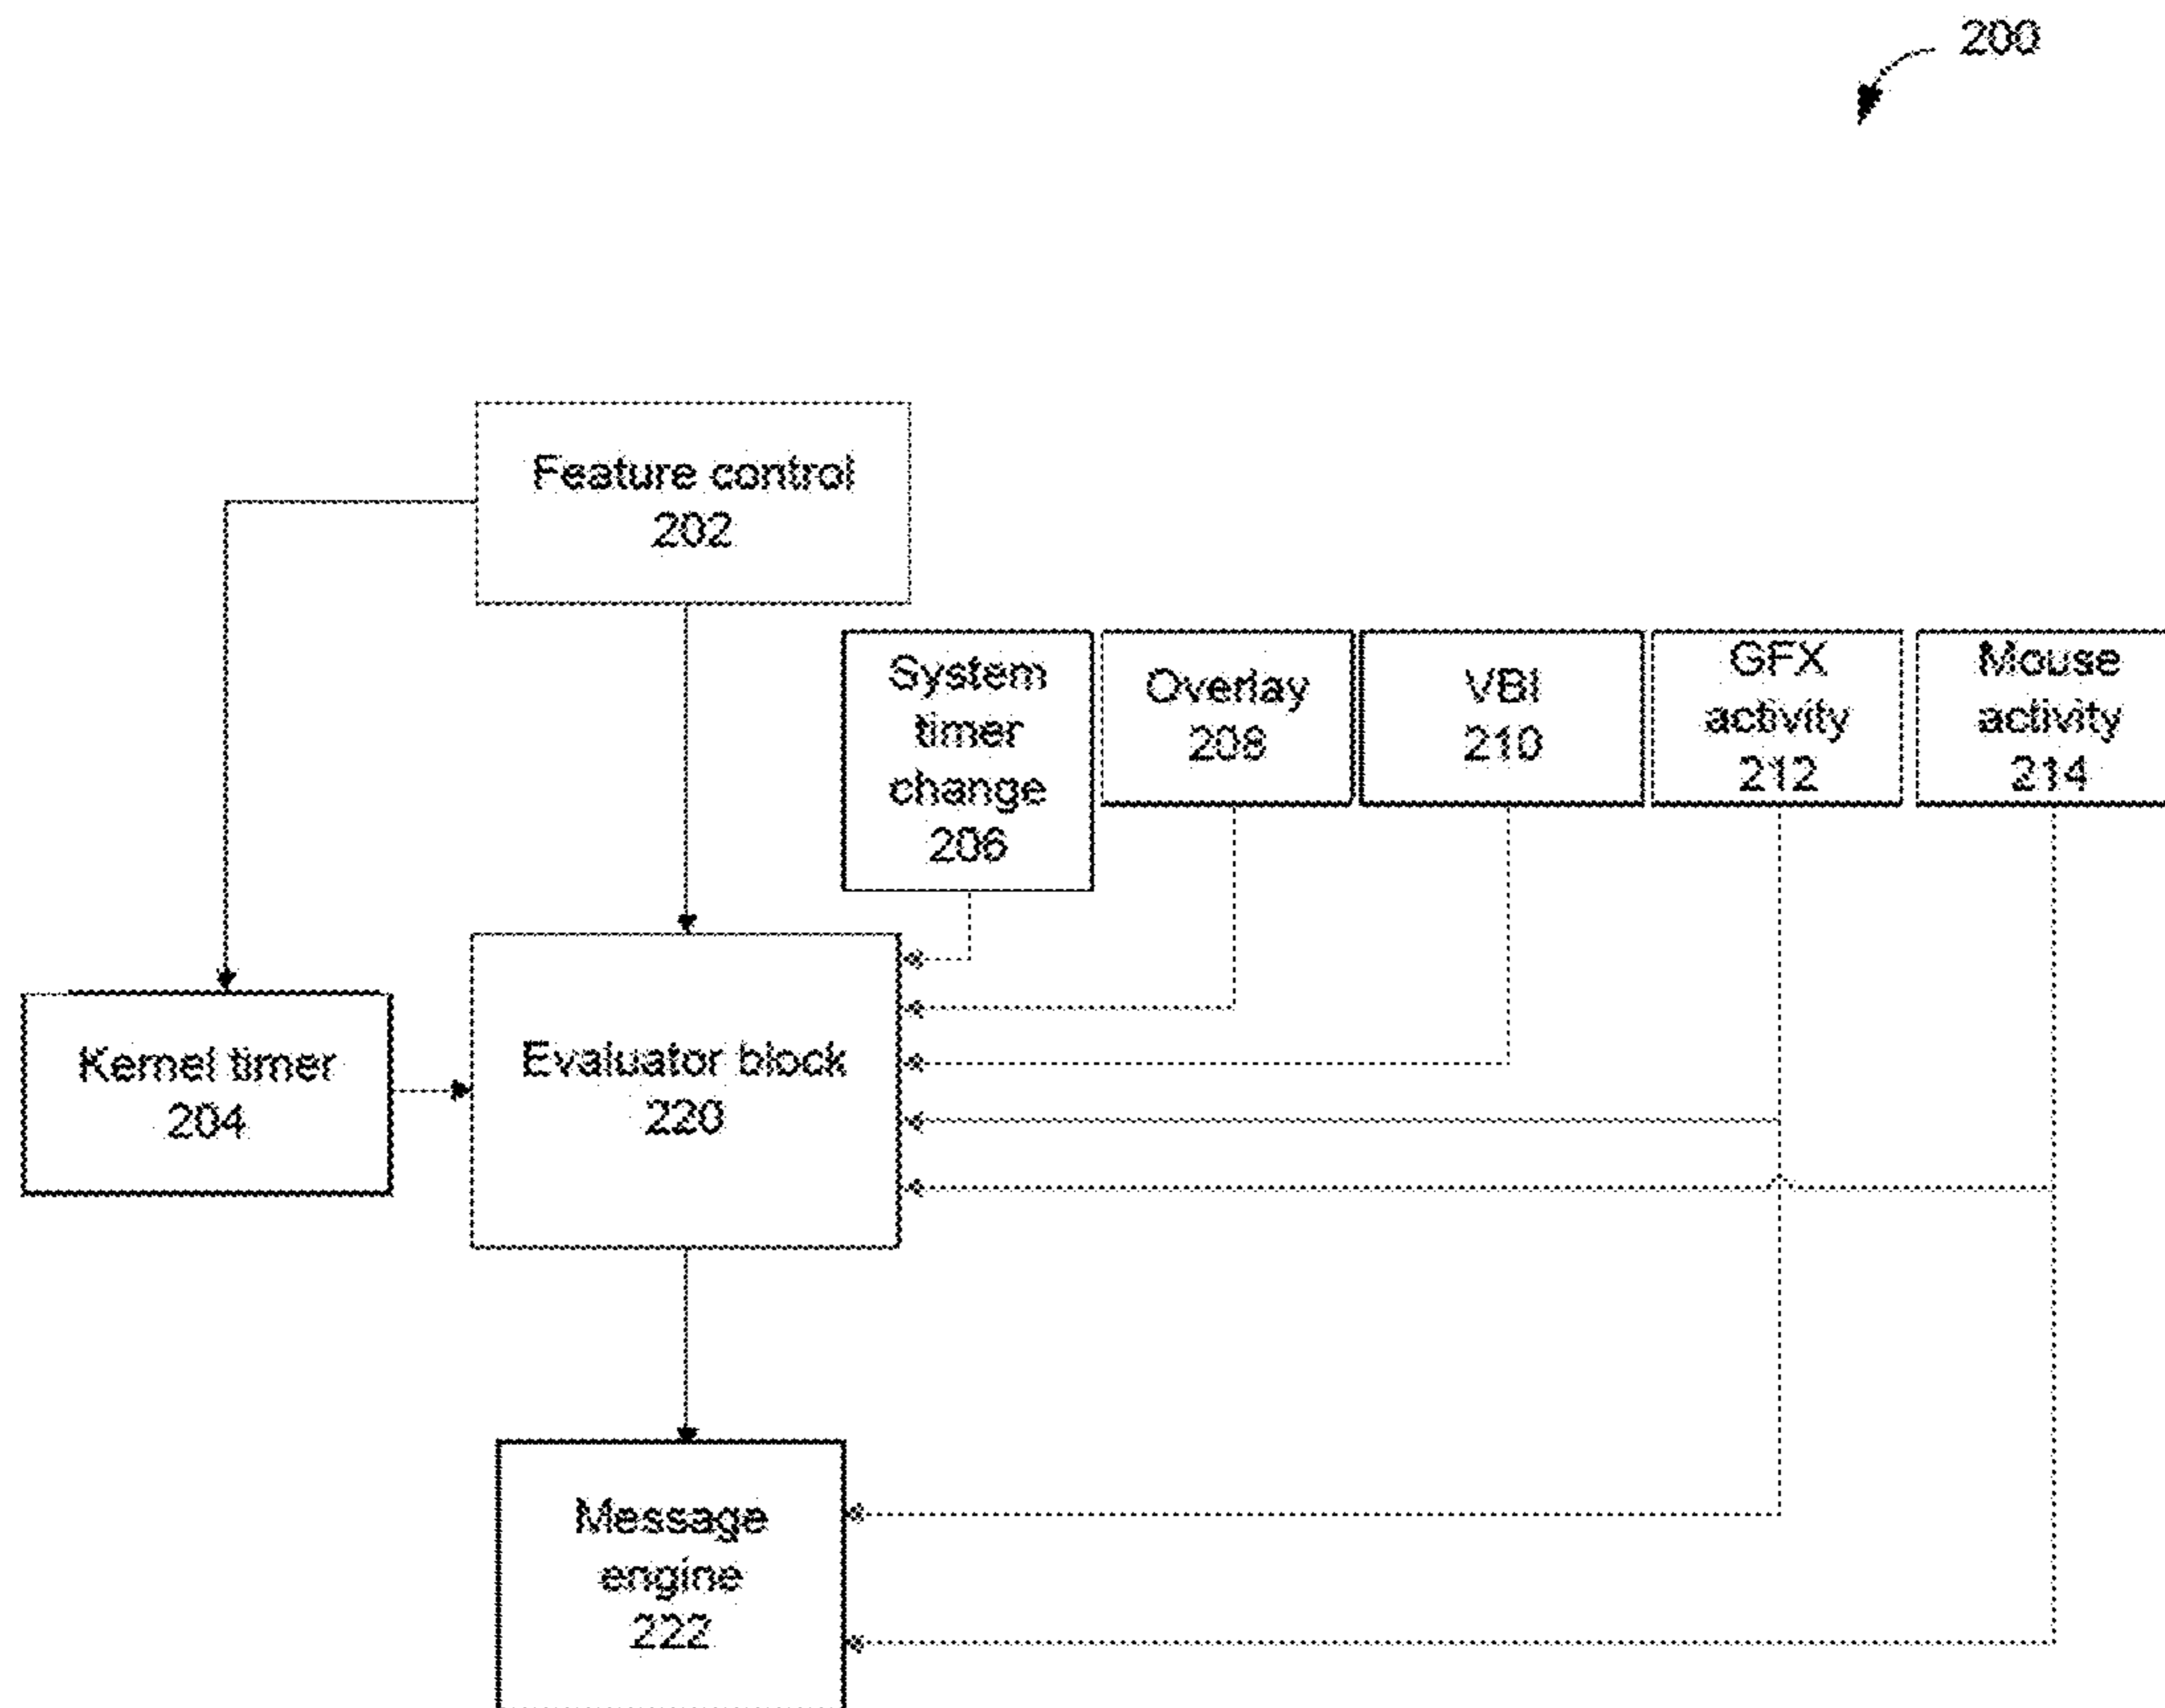 200
Feature control
202
System
timer
change
206
Overlay
208
VBI
210
GFX
activity
212
Mouse
activity
214
Kernel timer
204
Evaluator block
220
Message
engine
222